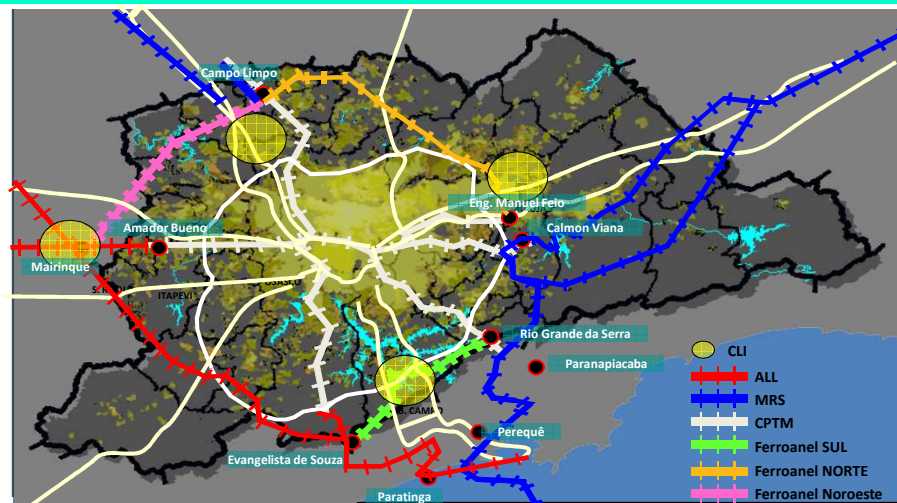 Campo Limpo
Eng. Manuel Feio
Amador Bueno
Calmon Viana
Mairinque
ITAPEVI
OSASCO
Rio Grande da Serra
CLI
Paranapiacaba
ALL
MRS
CPTM
Perequê
Ferroanel SUL
Evangelista de Souza
Ferroanel NORTE
Paratinga
Ferroanel Noroeste